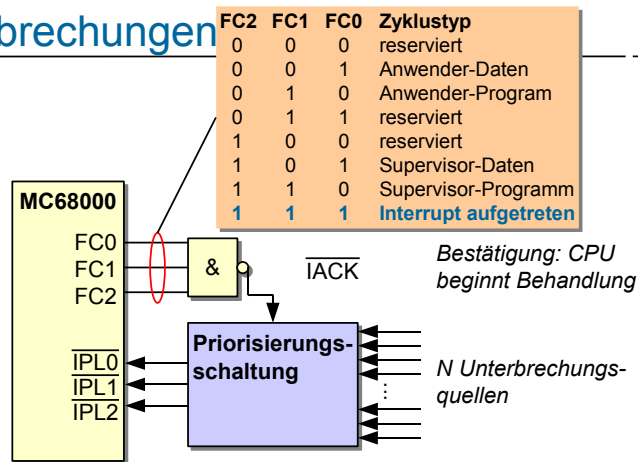 brechungen
FC2 FC1 FC0 Zyklustyp
0 0 0 reserviert
0 0 1 Anwender-Daten
0 1 0 Anwender-Program
0 1 1 reserviert
1 0 0 reserviert
1 0 1 Supervisor-Daten
1 1 0 Supervisor-Programm
1 1 1 Interrupt aufgetreten
MC68000
FC0
FC1
FC2
&
IACK
Bestätigung: CPU
beginnt Behandlung
IPL0
IPL1
IPL2
Priorisierungs-
schaltung
N Unterbrechungs-
quellen
⋮